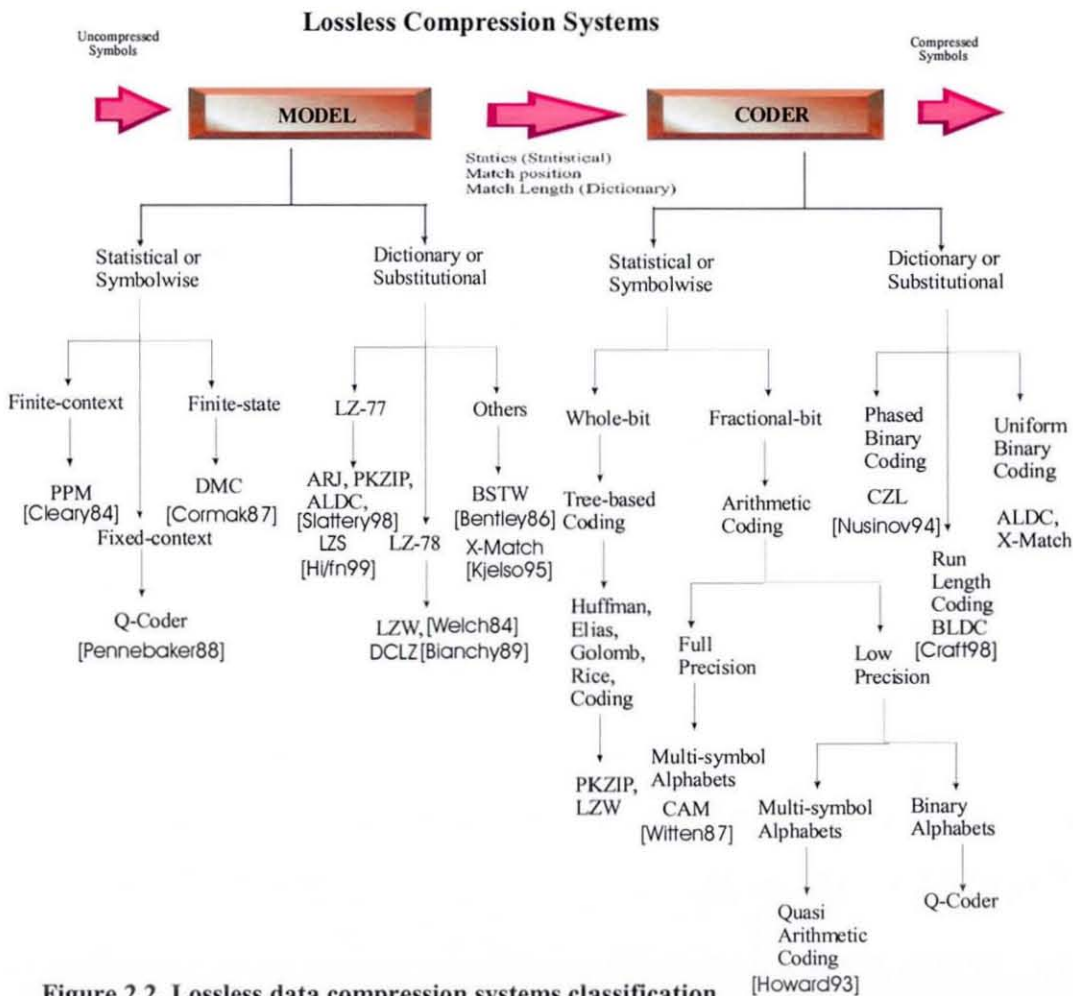 Lossless Compression Systems
Uncompressed
Symbols
Compressed
Symbols
MODEL
CODER
Statics (Statistical)
Match position
Match Length (Dictionary)
Statistical or
Symbolwise
Dictionary or
Substitutional
Statistical or
Symbolwise
Dictionary or
Substitutional
Finite-context
Finite-state
LZ-77
Others
Whole-bit
Fractional-bit
Phased
Binary
Coding
Uniform
Binary
Coding
PPM
[Cleary84]
DMC
[Cormak87]
Fixed-context
ARJ, PKZIP,
ALDC,
[Slattery98]
LZS
[Hi/fn99]
LZ-78
BSTW
[Bentley86]
X-Match
[Kjelso95]
Tree-based
Coding
Arithmetic
Coding
CZL
[Nusinov94]
ALDC,
X-Match
Run
Length
Coding
BLDC
[Craft98]
Q-Coder
[Pennebaker88]
LZW, [Welch84]
DCLZ[Bianchy89]
Huffman,
Elias,
Golomb,
Rice,
Coding
Full
Precision
Low
Precision
PKZIP,
LZW
Multi-symbol
Alphabets
CAM
[Witten87]
Multi-symbol
Alphabets
Binary
Alphabets
Quasi
Arithmetic
Coding
[Howard93]
Q-Coder
Figure 2.2. Lossless data compression systems classification